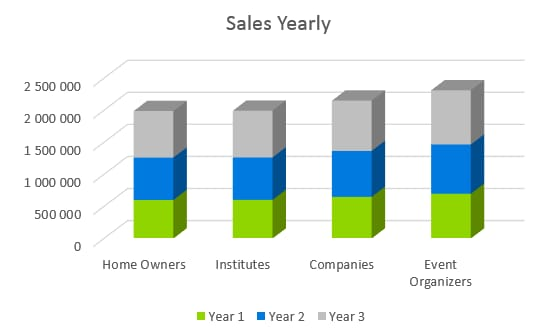 Sales Yearly
2 500 000
2 000 000
1 500 000
1 000 000
500 000
0
Home Owners Institutes Companies Event
Organizers
Year 1 Year 2 Year 3